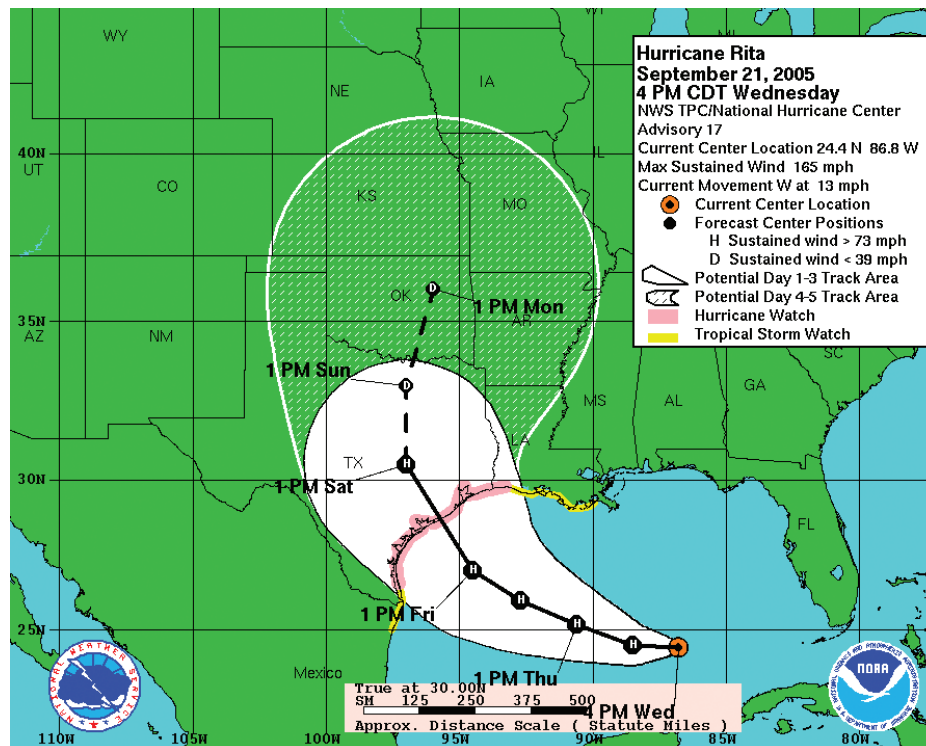 WY
WI
MI
Hurricane Rita
September 21, 2005
4 PM CDT Wednesday
NWS TPC/National Hurricane Center
Advisory 17
Current Center Location 24.4 N 86.8 W
Max Sustained Wind 165 mph
Current Movement W at 13 mph
Current Center Location
Forecast Center Positions
H Sustained wind > 73 mph
D Sustained wind < 39 mph
Potential Day 1-3 Track Area
Potential Day 4-5 Track Area
Hurricane Watch
Tropical Storm Watch
NE
IA
IL
40N
UT
CO
KS
MO
D
OK
1 PM Mon
AR
35N
AZ
NM
SC
1 PM Sun
D
MS
AL
GA
LA
TX
H
30N
1 PM Sat
FL
H
H
1 PM Fri
H
25N
H
Mexico
1 PM Thu
NATIONAL WEATHER SERVICE
NOAA
True at 30.00N
SM 125 250 375 500
PM Wed
Approx. Distance Scale ( Statute Miles )
110W
105W
100W
95W
90W
85W
80W